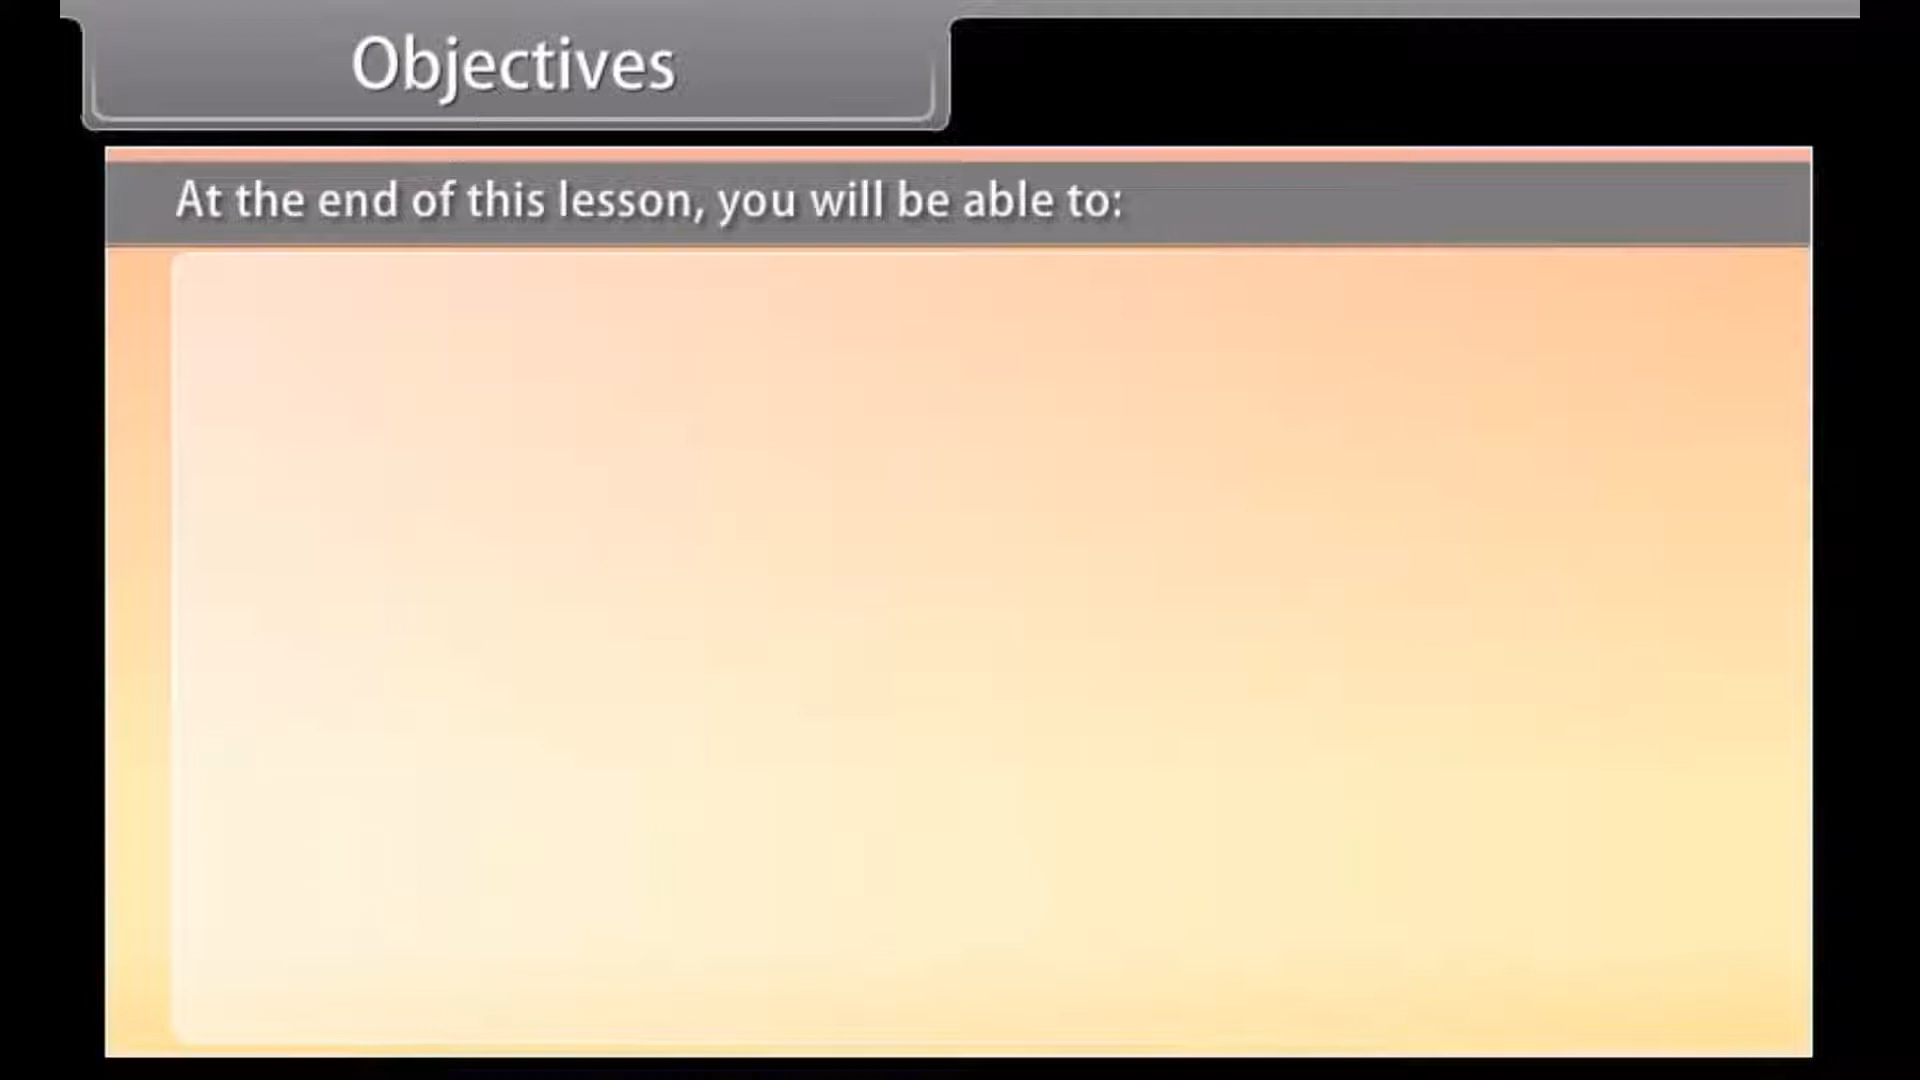 Objectives
At the end of this lesson, you will be able to: